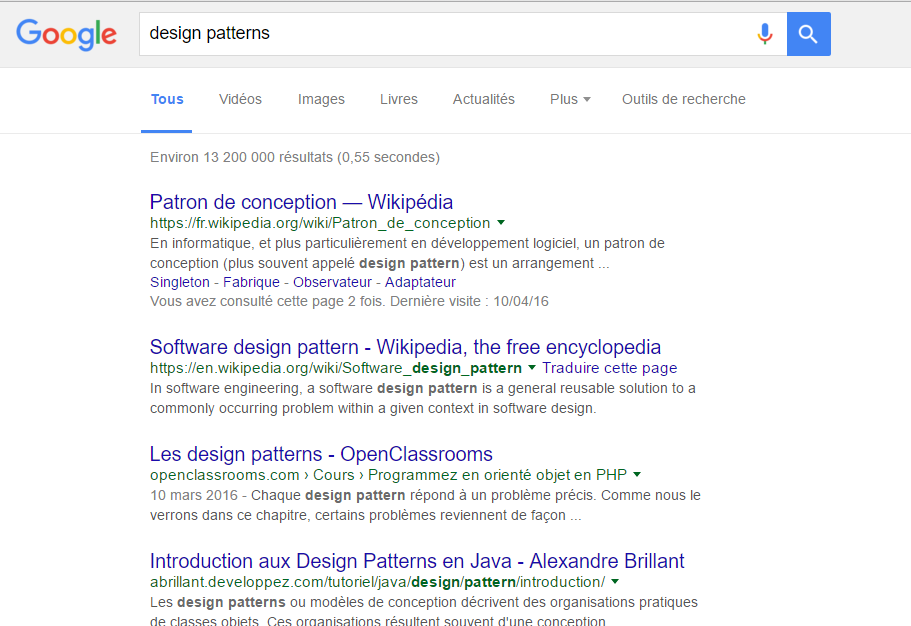 Google
design patterns
Tous Vidéos Images Livres Actualités Plus Outils de recherche
Environ 13 200 000 résultats (0,55 secondes)
Patron de conception — Wikipédia
https://fr.wikipedia.org/wiki/Patron_de_conception
En informatique, et plus particulièrement en développement logiciel, un patron de
conception (plus souvent appelé design pattern) est un arrangement ...
Singleton - Fabrique - Observateur - Adaptateur
Vous avez consulté cette page 2 fois. Dernière visite : 10/04/16
Software design pattern - Wikipedia, the free encyclopedia
https://en.wikipedia.org/wiki/Software_design_pattern Traduire cette page
In software engineering, a software design pattern is a general reusable solution to a
commonly occurring problem within a given context in software design.
Les design patterns - OpenClassrooms
openclassrooms.com › Cours › Programmez en orienté objet en PHP
10 mars 2016 - Chaque design pattern répond à un problème précis. Comme nous le
verrons dans ce chapitre, certains problèmes reviennent de façon ...
Introduction aux Design Patterns en Java - Alexandre Brillant
abrillant.developpez.com/tutoriel/java/design/pattern/introduction/
Les design patterns ou modèles de conception décrivent des organisations pratiques
de classes objets. Ces organisations résultent souvent d'une conception